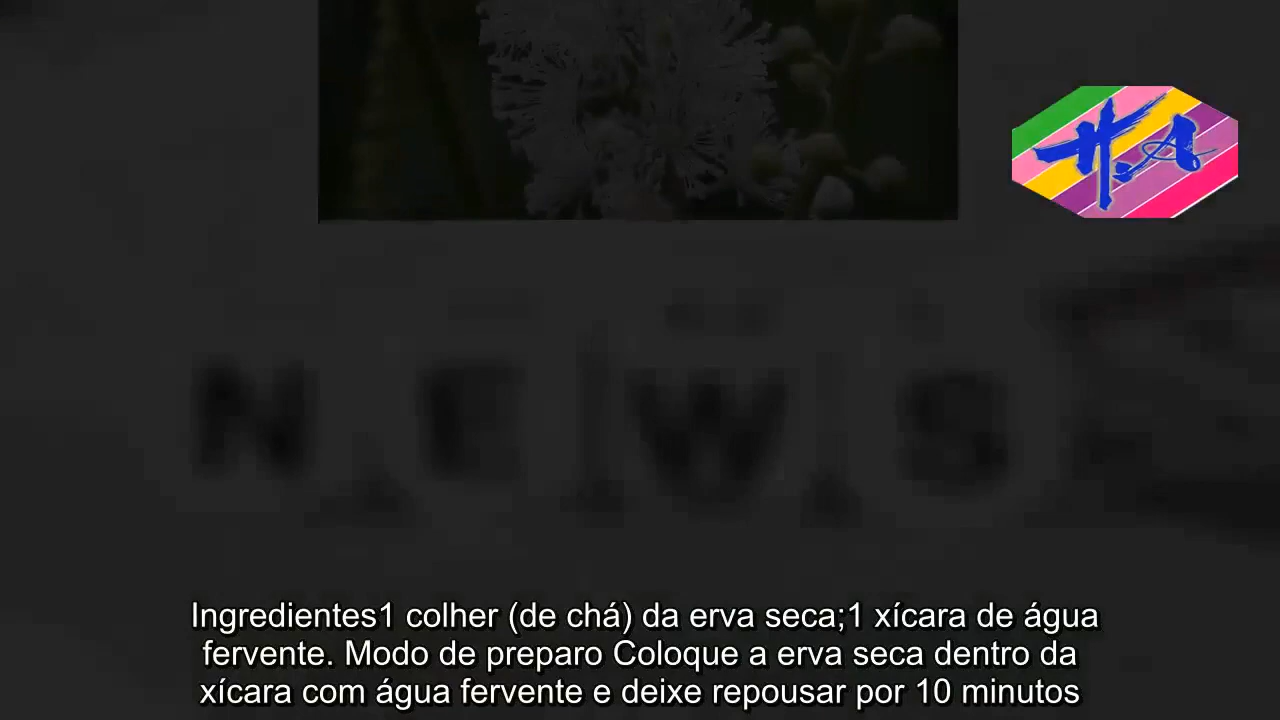 H.A
N E W S
Ingredientes1 colher (de chá) da erva seca;1 xícara de água
fervente. Modo de preparo Coloque a erva seca dentro da
xícara com água fervente e deixe repousar por 10 minutos